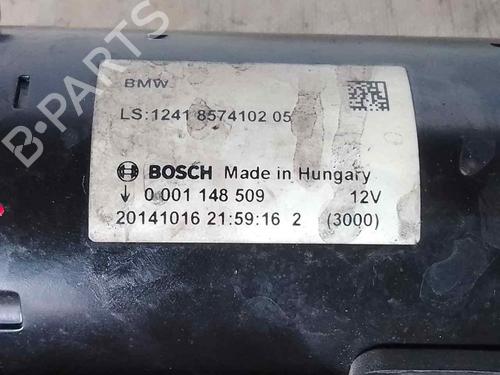 BMW
LS:1241 8574102 05
BOSCH Made in Hungary
0 001 148 509 12V
20141016 21:59:16 2 (3000)
B-Parts